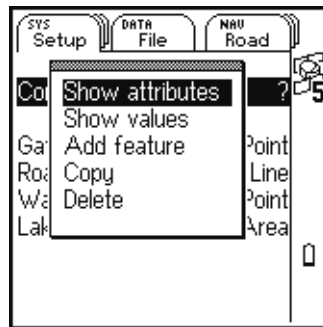 SYS DATA NAV
Setup File Road
Co ?
Show attributes
Show values
Add feature
Copy
Delete
Ga Point
Roa Line
Wa Point
Lak Area
5